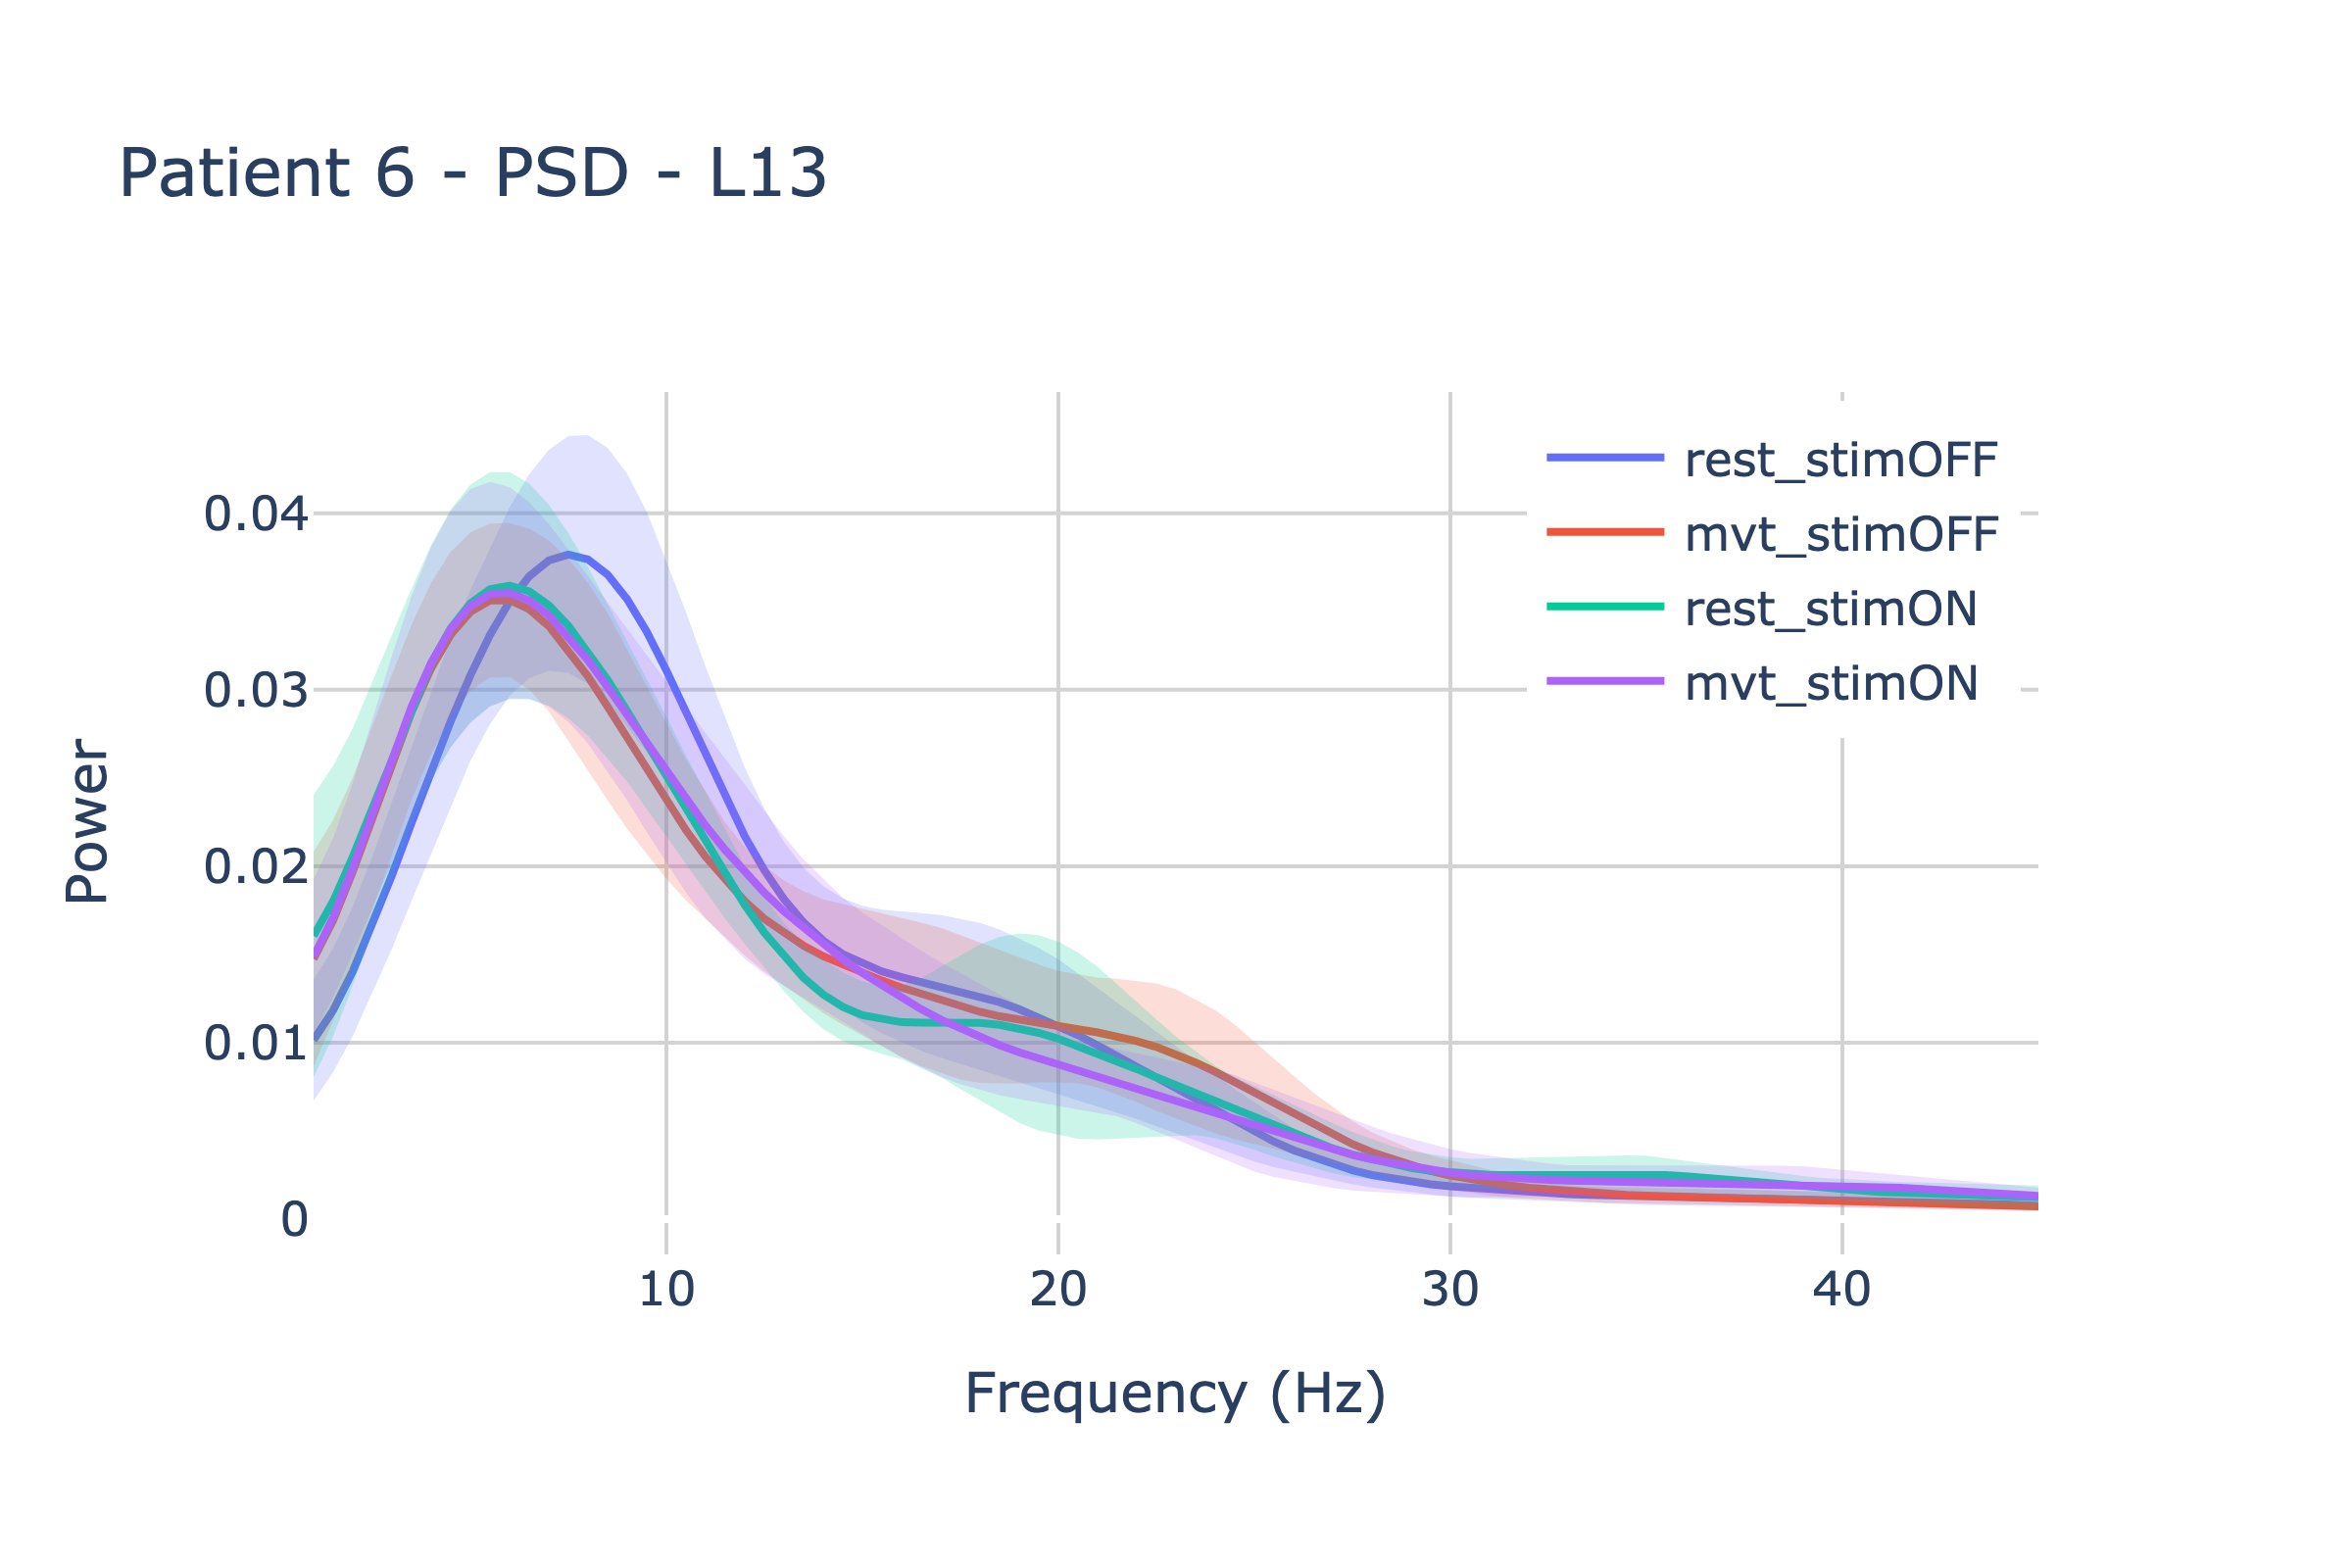 Patient 6 - PSD - L13
rest_stimOFF
mvt_stimOFF
rest_stimON
mvt_stimON
0.04
0.03
0.02
0.01
0
Power
10 20 30 40
Frequency (Hz)